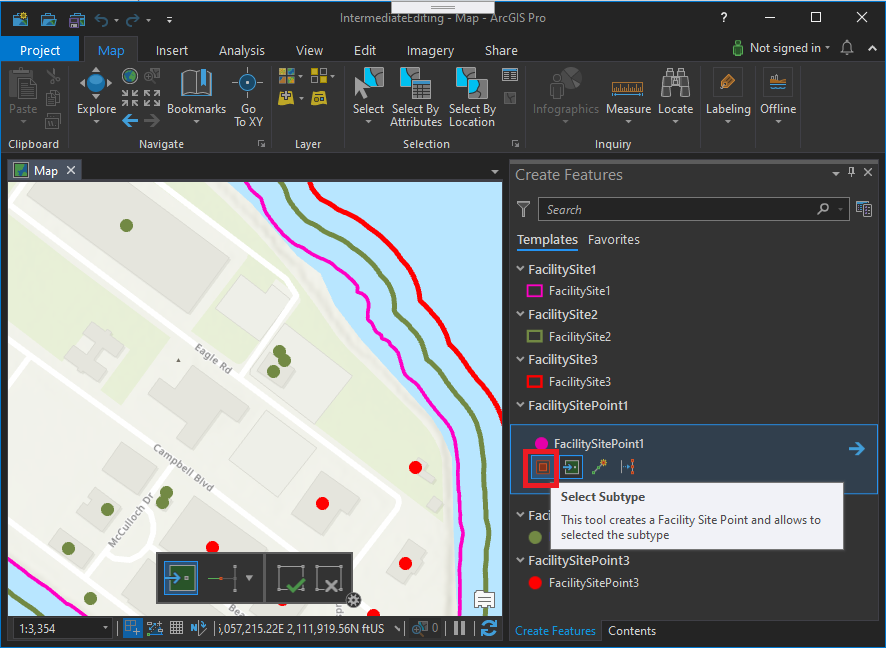 IntermediateEditing - Map - ArcGIS Pro
?
Project Map Insert Analysis View Edit Imagery Share
Not signed in
Paste
Explore
Bookmarks
Go
To XY
Select
Select By
Attributes
Select By
Location
Infographics
Measure
Locate
Labeling
Offline
Clipboard
Navigate
Layer
Selection
Inquiry
Map
Eagle Rd
Campbell Blvd
McCulloch Dr
1:3,354
,057,215.22E 2,111,919.56N ftUS
0
Create Features
Search
Templates Favorites
FacilitySite1
FacilitySite1
FacilitySite2
FacilitySite2
FacilitySite3
FacilitySite3
FacilitySitePoint1
FacilitySitePoint1
Select Subtype
This tool creates a Facility Site Point and allows to
selected the subtype
Faci
FacilitySitePoint3
FacilitySitePoint3
Create Features Contents